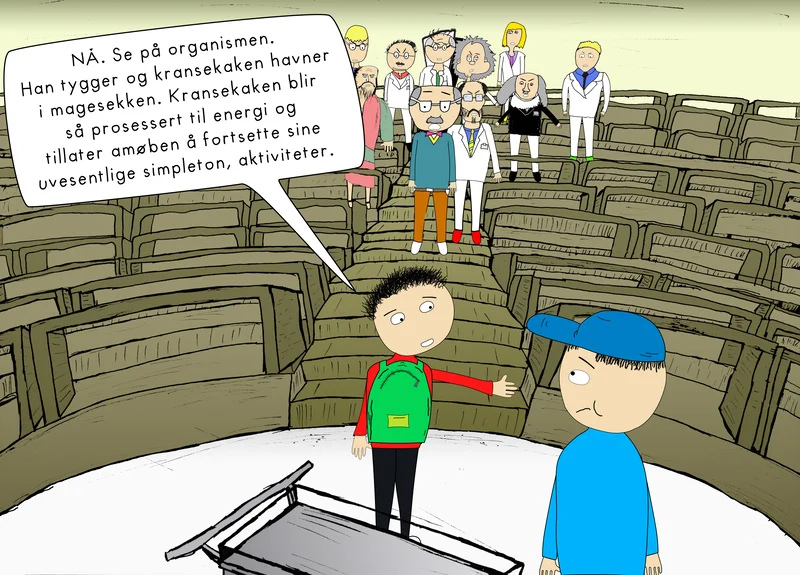 NÅ. Se på organismen.
Han tygger og kransekaken havner
i magesekken. Kransekaken blir
så prosessert til energi og
tillater amøben å fortsette sine
uvesentlige simpleton, aktiviteter.